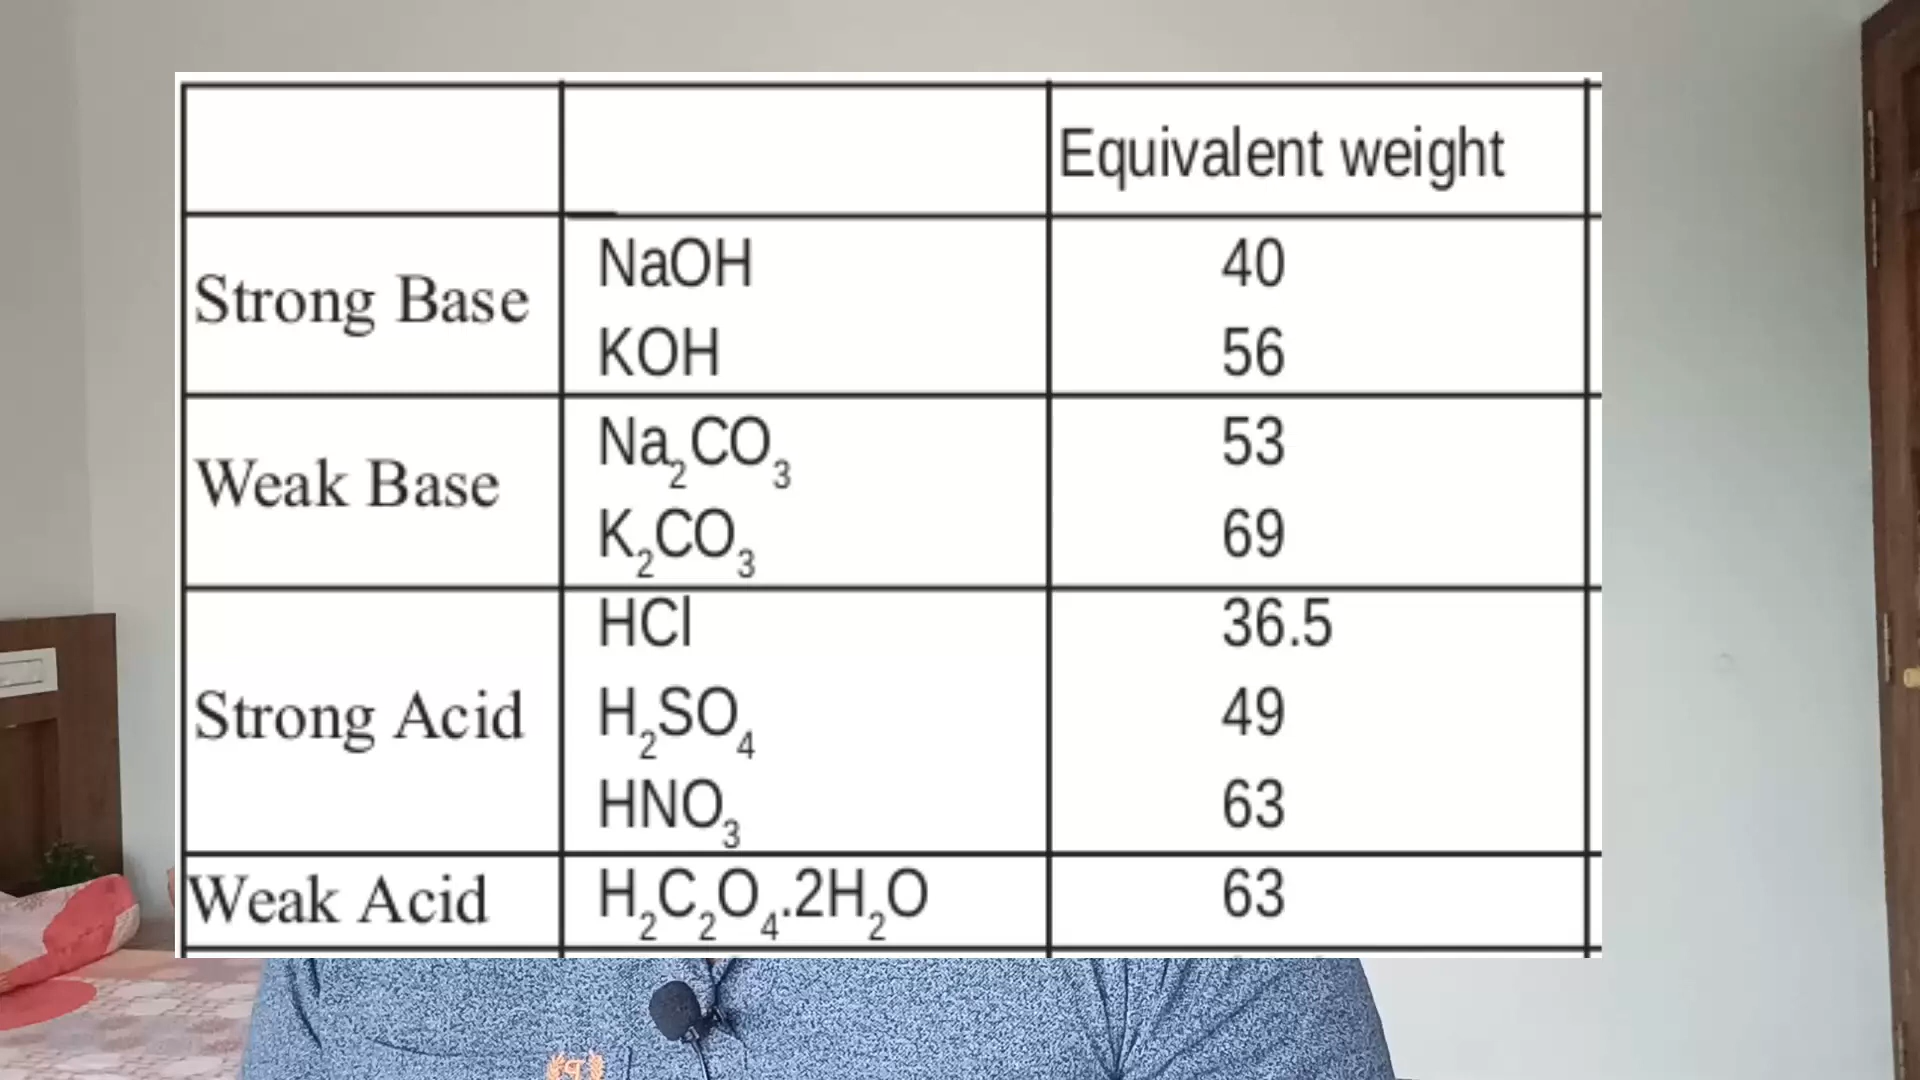 Equivalent weight
Strong Base
NaOH 40
KOH 56
Weak Base
Na₂CO₃ 53
K₂CO₃ 69
Strong Acid
HCl 36.5
H₂SO₄ 49
HNO₃ 63
Weak Acid
H₂C₂O₄.2H₂O 63